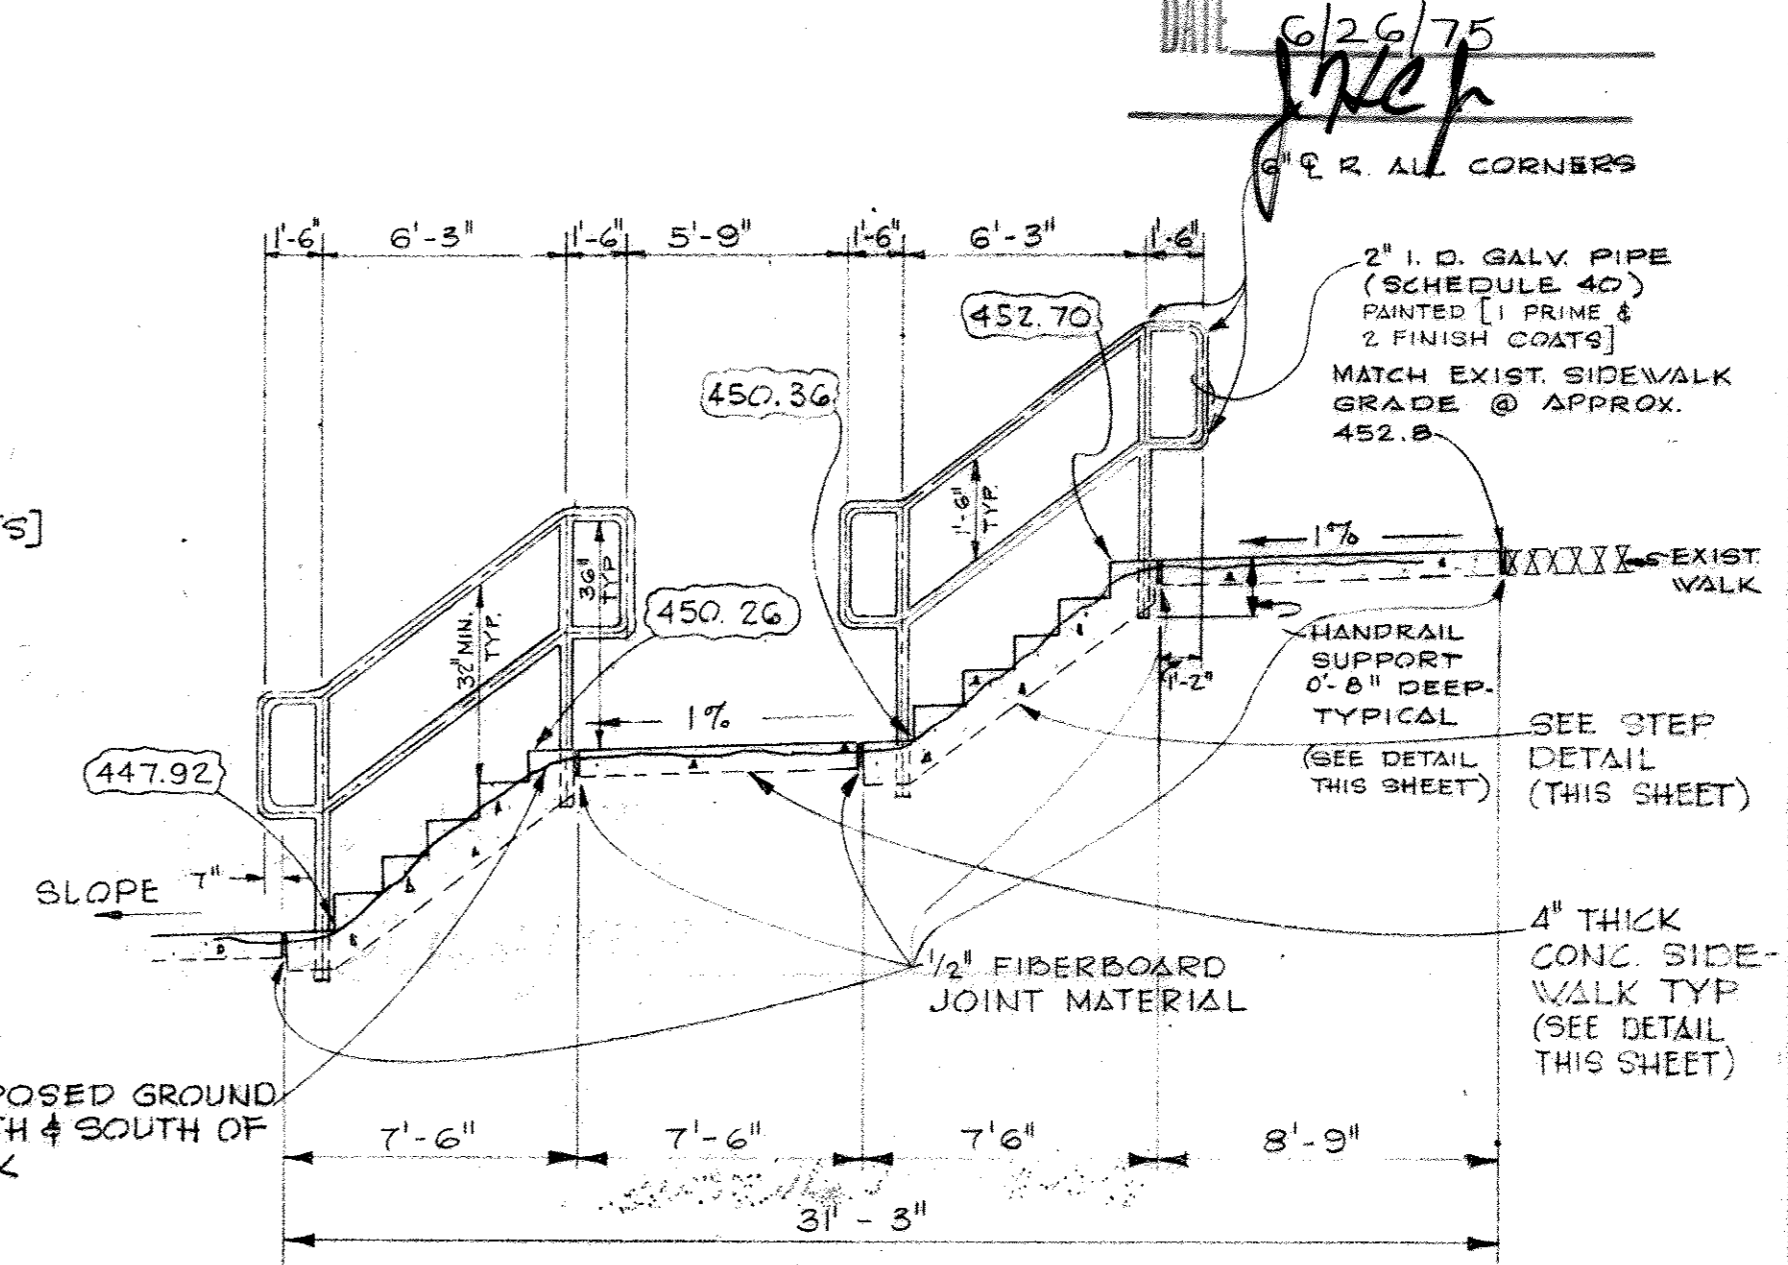 DATE
6/26/75
6" ℄ R. ALL CORNERS
1'-6"
6'-3"
1'-6"
5'-9"
1'-6"
6'-3"
1'-6"
2" I. D. GALV. PIPE
(SCHEDULE 40)
PAINTED [1 PRIME &
2 FINISH COATS]
MATCH EXIST. SIDEWALK
GRADE @ APPROX.
452.8
452.70
450.36
1'-6"
TYP.
S]
36"
TYP
32" MIN.
TYP.
450.26
1%
EXIST.
WALK
1%
1'-2"
HANDRAIL
SUPPORT
0'-8" DEEP-
TYPICAL
(SEE DETAIL
THIS SHEET)
SEE STEP
DETAIL
(THIS SHEET)
447.92
SLOPE
7"
1/2" FIBERBOARD
JOINT MATERIAL
4" THICK
CONC. SIDE-
WALK TYP
(SEE DETAIL
THIS SHEET)
POSED GROUND
TH & SOUTH OF
K
7'-6"
7'-6"
7'6"
8'-9"
31'-3"